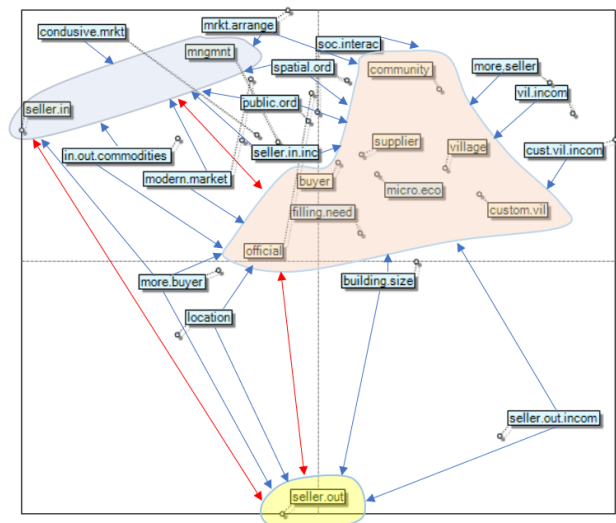 mrkt.arrange
condusive.mrkt
soc.interac
mngmnt
spatial.ord
community
more.seller
vil.incom
seller.in
public.ord
in.out.commodities
seller.in.inc
supplier
village
cust.vil.incom
modern.market
buyer
micro.eco
filling.need
custom.vil
official
more.buyer
building.size
location
seller.out.incom
seller.out